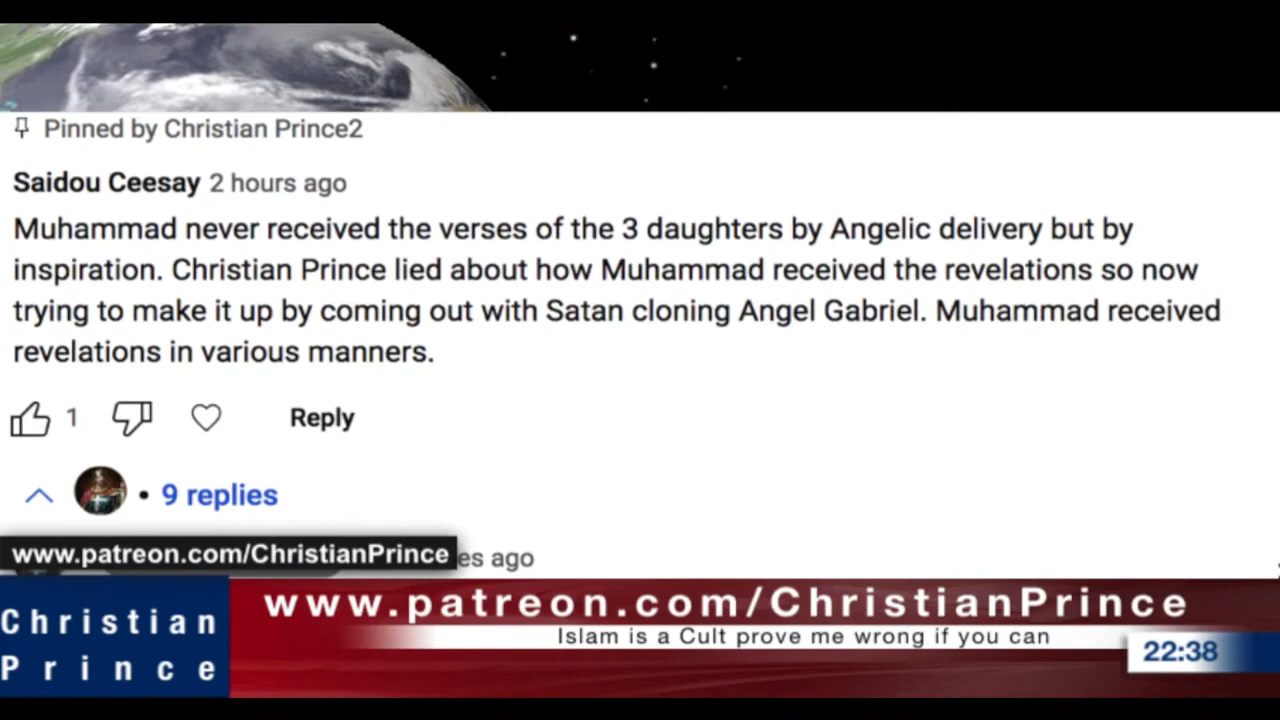 Pinned by Christian Prince2
Saidou Ceesay 2 hours ago
Muhammad never received the verses of the 3 daughters by Angelic delivery but by
inspiration. Christian Prince lied about how Muhammad received the revelations so now
trying to make it up by coming out with Satan cloning Angel Gabriel. Muhammad received
revelations in various manners.
1
Reply
• 9 replies
www.patreon.com/ChristianPrince
es ago
Christian
Prince
www.patreon.com/ChristianPrince
Islam is a Cult prove me wrong if you can
22:38